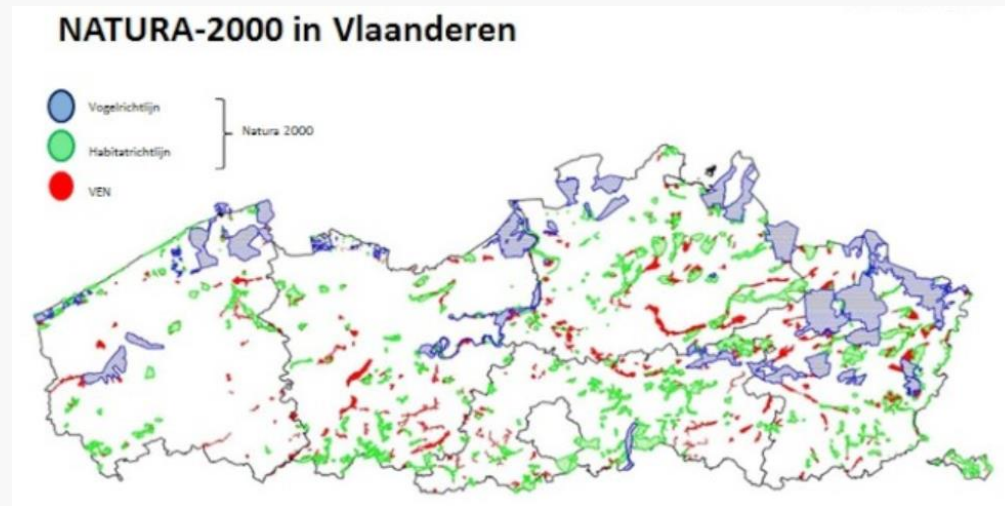 NATURA-2000 in Vlaanderen
Vogelrichtlijn
Natura 2000
Habitatrichtlijn
VEN